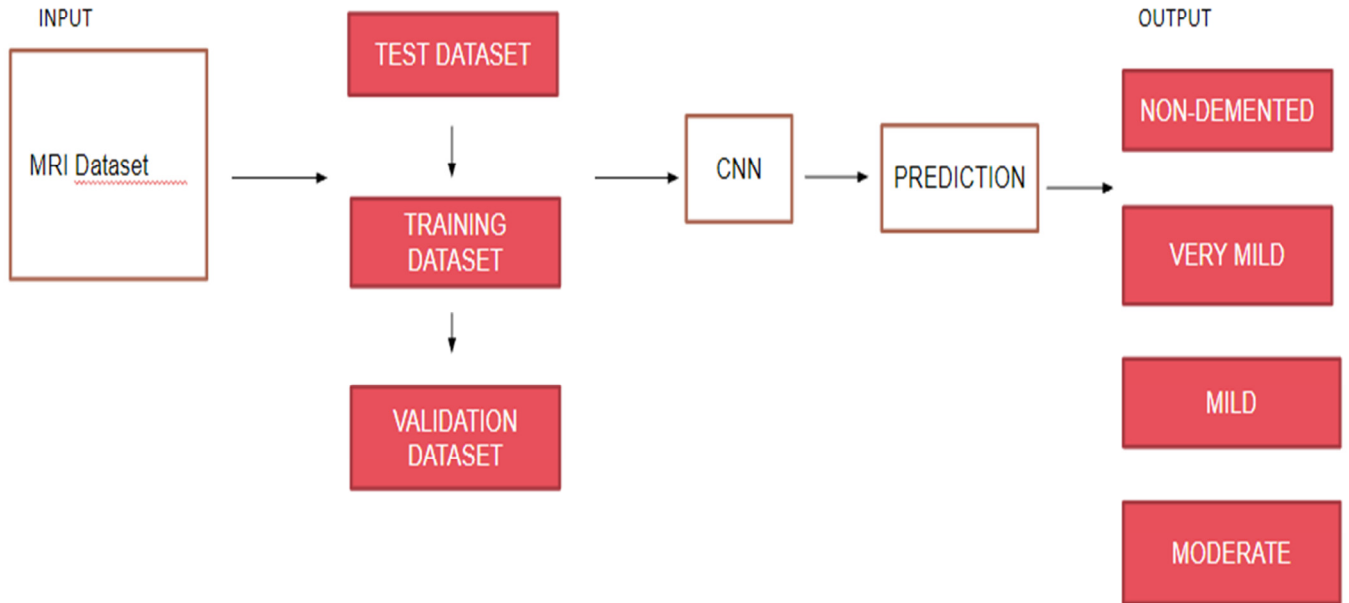 INPUT
MRI Dataset
TEST DATASET
TRAINING
DATASET
VALIDATION
DATASET
CNN
PREDICTION
OUTPUT
NON-DEMENTED
VERY MILD
MILD
MODERATE